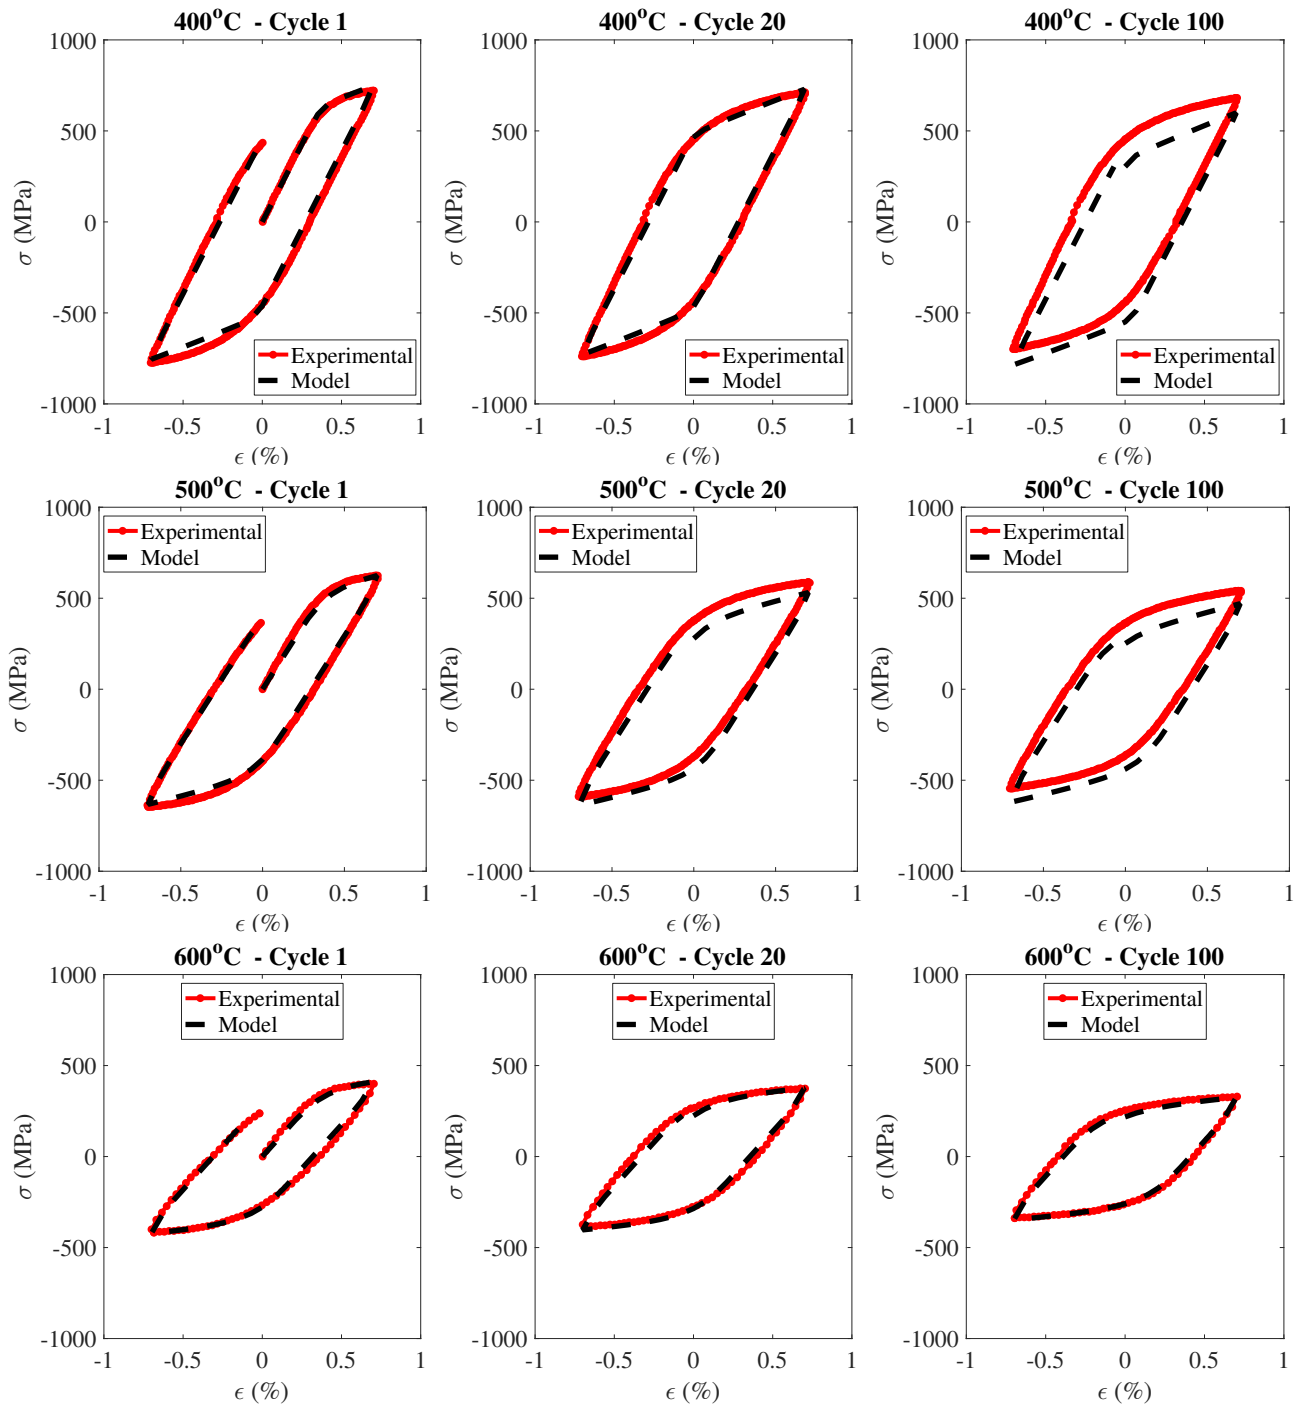 400°C - Cycle 1
1000
500
0
-500
-1000
σ (MPa)
Experimental
Model
-1 -0.5 0 0.5 1
ϵ (%)
400°C - Cycle 20
1000
500
0
-500
-1000
σ (MPa)
Experimental
Model
-1 -0.5 0 0.5 1
ϵ (%)
400°C - Cycle 100
1000
500
0
-500
-1000
σ (MPa)
Experimental
Model
-1 -0.5 0 0.5 1
ϵ (%)
500°C - Cycle 1
1000
Experimental
Model
500
0
-500
-1000
σ (MPa)
-1 -0.5 0 0.5 1
ϵ (%)
500°C - Cycle 20
1000
Experimental
Model
500
0
-500
-1000
σ (MPa)
-1 -0.5 0 0.5 1
ϵ (%)
500°C - Cycle 100
1000
Experimental
Model
500
0
-500
-1000
σ (MPa)
-1 -0.5 0 0.5 1
ϵ (%)
600°C - Cycle 1
1000
Experimental
Model
500
0
-500
-1000
σ (MPa)
-1 -0.5 0 0.5 1
ϵ (%)
600°C - Cycle 20
1000
Experimental
Model
500
0
-500
-1000
σ (MPa)
-1 -0.5 0 0.5 1
ϵ (%)
600°C - Cycle 100
1000
Experimental
Model
500
0
-500
-1000
σ (MPa)
-1 -0.5 0 0.5 1
ϵ (%)